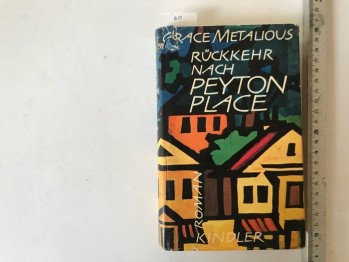 60
GRACE METALIOUS
RÜCKKEHR
NACH
PEYTON
PLACE
ROMAN
KINDLER